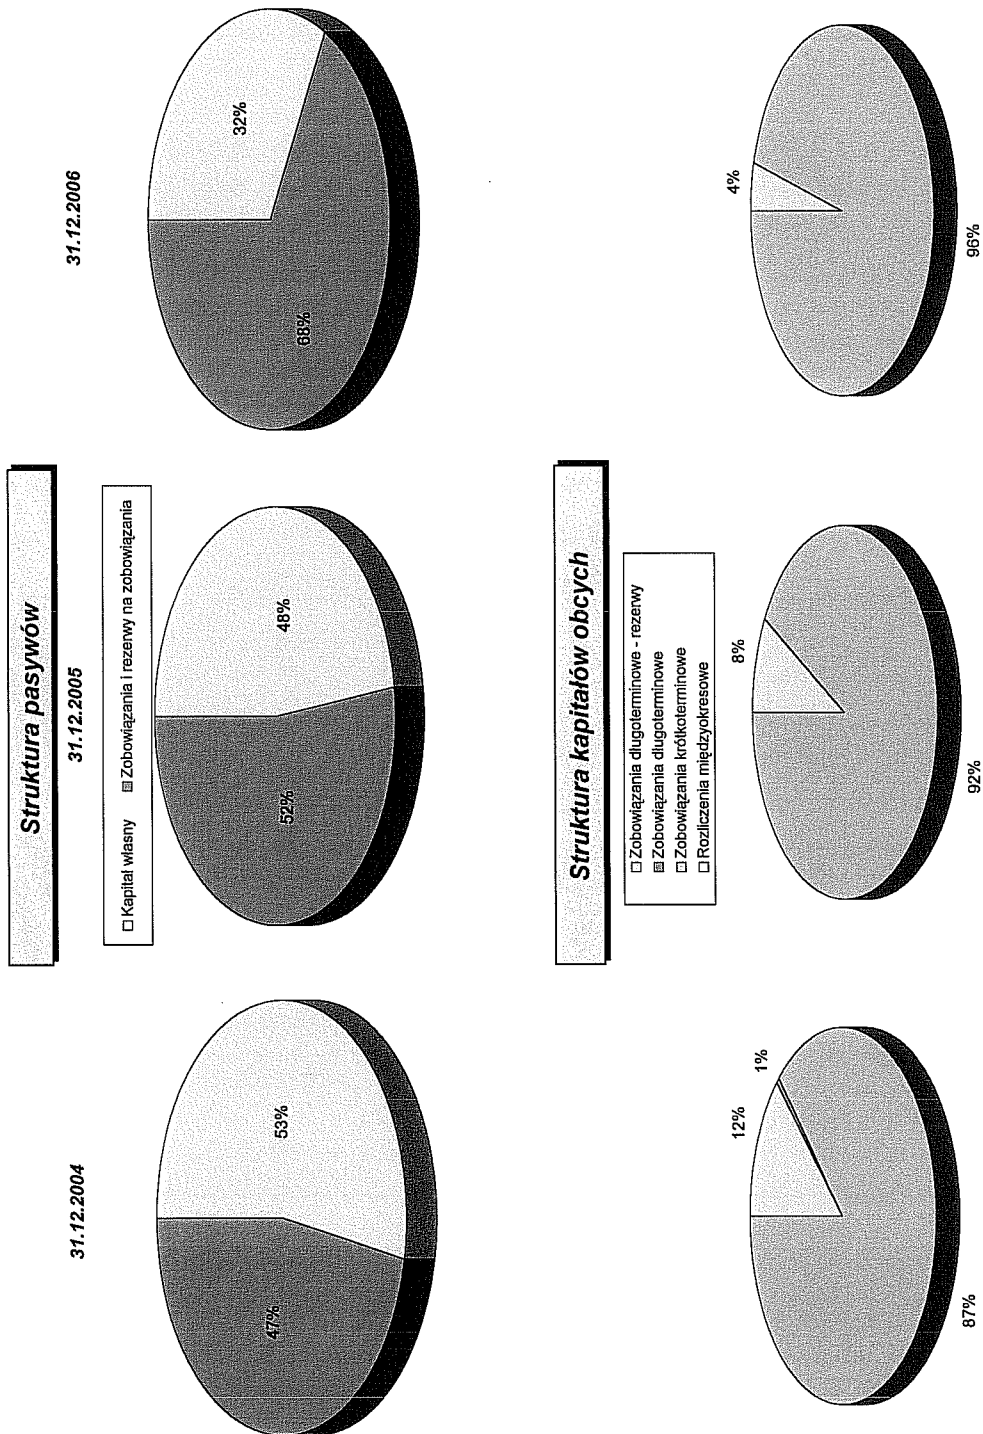 Struktura pasywów
31.12.2004
31.12.2005
31.12.2006
Kapitał własny
Zobowiązania i rezerwy na zobowiązania
47%
53%
52%
48%
68%
32%
Struktura kapitałów obcych
Zobowiązania długoterminowe - rezerwy
Zobowiązania długoterminowe
Zobowiązania krótkoterminowe
Rozliczenia międzyokresowe
12%
1%
87%
8%
92%
4%
96%